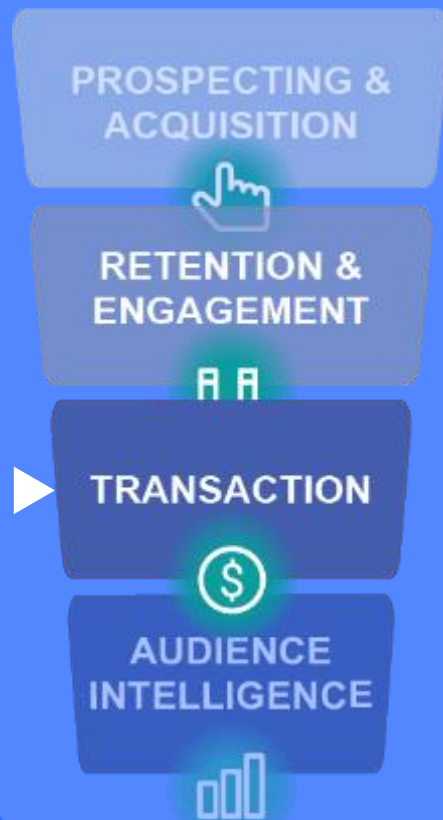 PROSPECTING &
ACQUISITION
RETENTION &
ENGAGEMENT
TRANSACTION
$
AUDIENCE
INTELLIGENCE